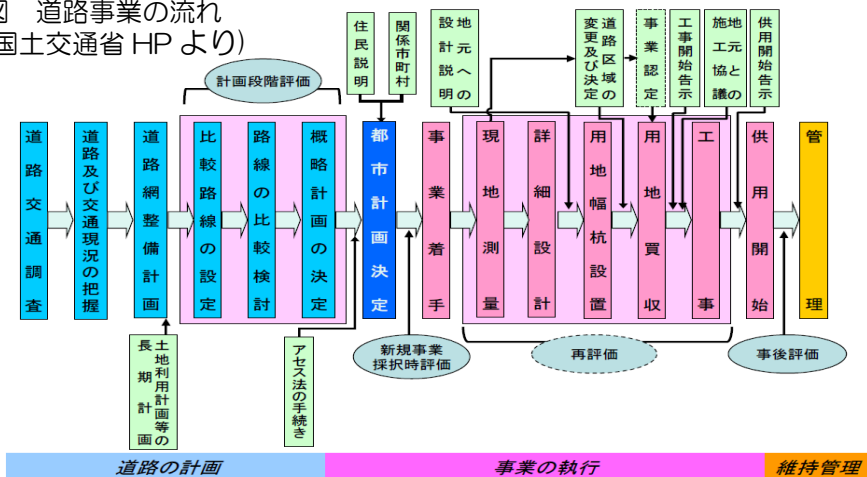 図 道路事業の流れ
国土交通省 HP より)
計画段階評価
住民説明
関係市町村
地元への
設計説明
道路区域の
変更及び決定
事業認定
工事開始告示
地元との
施工協議
供用開始告示
道路交通調査
道路及び交通現況の把握
道路網整備計画
比較路線の設定
路線の比較検討
概略計画の決定
都市計画決定
事業着手
現地測量
詳細設計
用地幅杭設置
用地買収
工事
供用開始
管理
土地利用計画等の
長期計画
アセス法の手続き
新規事業
採択時評価
再評価
事後評価
道路の計画
事業の執行
維持管理